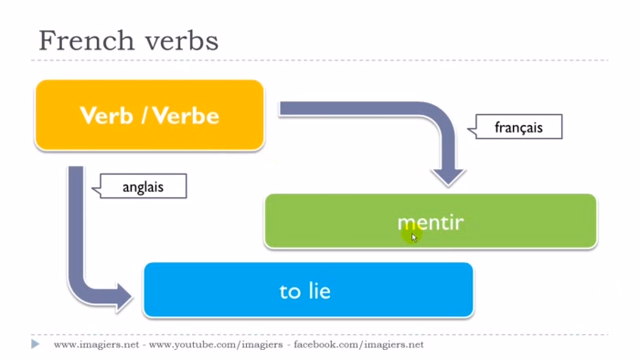 French verbs
Verb / Verbe
français
anglais
mentir
to lie
www.imagiers.net - www.youtube.com/imagiers - facebook.com/imagiers.net